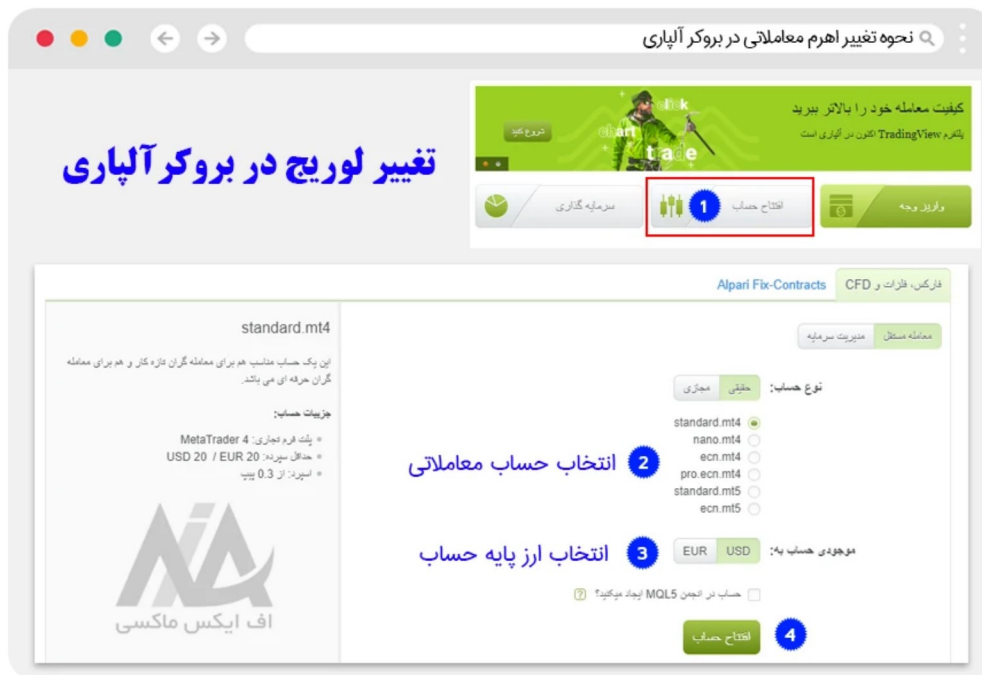 نحوه تغییر اهرم معاملاتی در بروکر آلپاری
کیفیت معامله خود را بالاتر ببرید
پلتفرم TradingView اکنون در آلپاری است
شروع کنید
click
chart
trade
تغییر لوریج در بروکر آلپاری
واریز وجه
افتتاح حساب
1
سرمایه گذاری
فارکس، فلزات و CFD
Alpari Fix-Contracts
معامله مستقل
مدیریت سرمایه
نوع حساب:
حقیقی
مجازی
standard.mt4
nano.mt4
ecn.mt4
pro.ecn.mt4
standard.mt5
ecn.mt5
2 انتخاب حساب معاملاتی
موجودی حساب به:
USD
EUR
3 انتخاب ارز پایه حساب
حساب در انجمن MQL5 ایجاد میکنید؟ ?
افتتاح حساب
4
standard.mt4
این یک حساب مناسب هم برای معامله گران تازه کار و هم برای معامله
گران حرفه ای می باشد.
جزییات حساب:
پلت فرم تجاری: MetaTrader 4
حداقل سپرده: USD 20 / EUR 20
اسپرد: از 0.3 پیپ
اف ایکس ماکسی